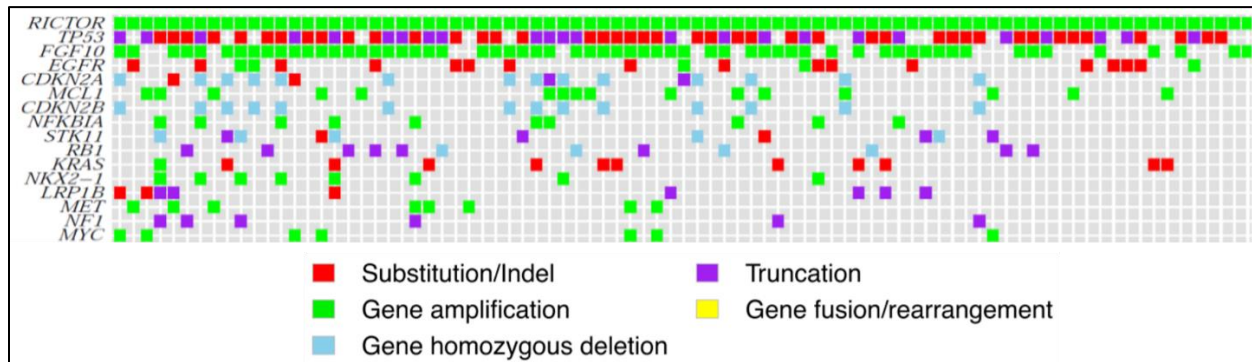 RICTOR
TP53
FGF10
EGFR
CDKN2A
MCL1
CDKN2B
NFKBIA
STK11
RB1
KRAS
NKX2−1
LRP1B
MET
NF1
MYC
Substitution/Indel
Truncation
Gene amplification
Gene fusion/rearrangement
Gene homozygous deletion